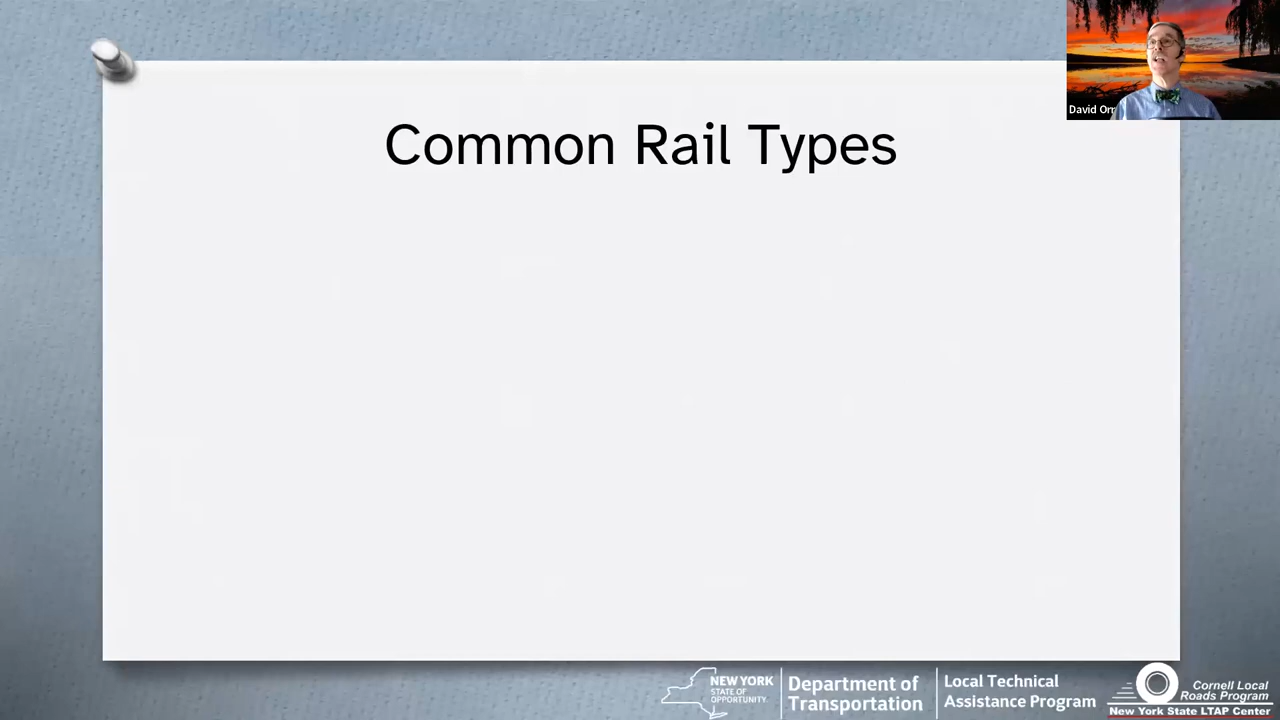 Common Rail Types
David Orr
NEW YORK
STATE OF
OPPORTUNITY.
Department of
Transportation
Local Technical
Assistance Program
Cornell Local
Roads Program
New York State LTAP Center